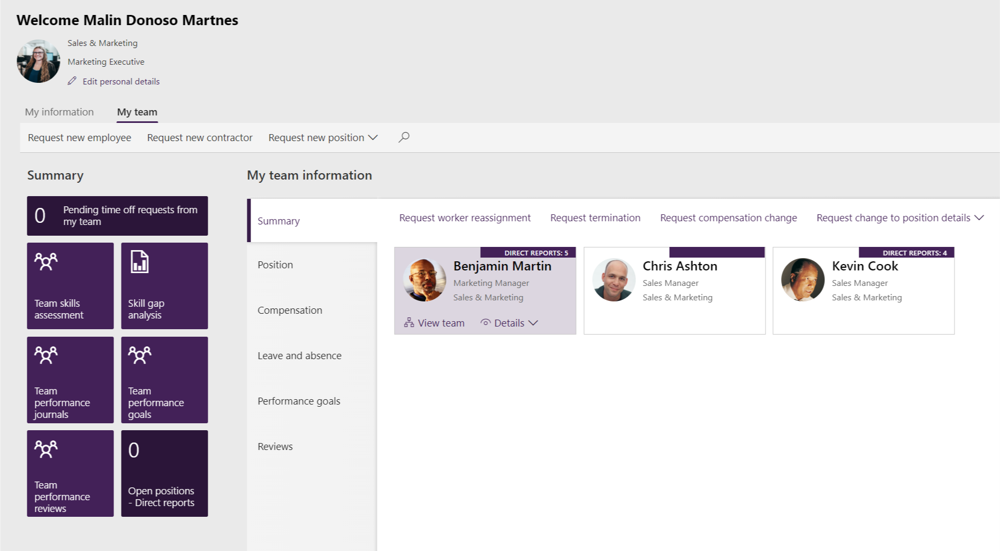 Welcome Malin Donoso Martnes
Sales & Marketing
Marketing Executive
Edit personal details
My information
My team
Request new employee
Request new contractor
Request new position
Summary
0
Pending time off requests from
my team
Team skills
assessment
Skill gap
analysis
Team
performance
journals
Team
performance
goals
Team
performance
reviews
0
Open positions
- Direct reports
My team information
Summary
Position
Compensation
Leave and absence
Performance goals
Reviews
Request worker reassignment
Request termination
Request compensation change
Request change to position details
DIRECT REPORTS: 5
Benjamin Martin
Marketing Manager
Sales & Marketing
View team
Details
Chris Ashton
Sales Manager
Sales & Marketing
DIRECT REPORTS: 4
Kevin Cook
Sales Manager
Sales & Marketing